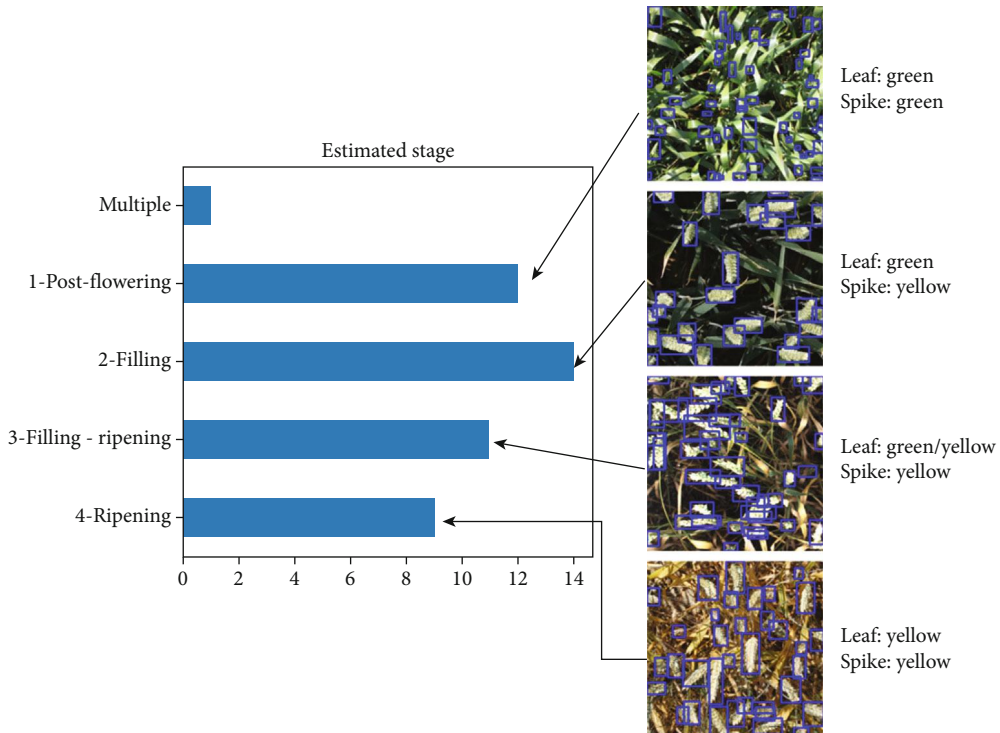 Estimated stage
Multiple
1-Post-flowering
2-Filling
3-Filling - ripening
4-Ripening
0 2 4 6 8 10 12 14
Leaf: green
Spike: green
Leaf: green
Spike: yellow
Leaf: green/yellow
Spike: yellow
Leaf: yellow
Spike: yellow